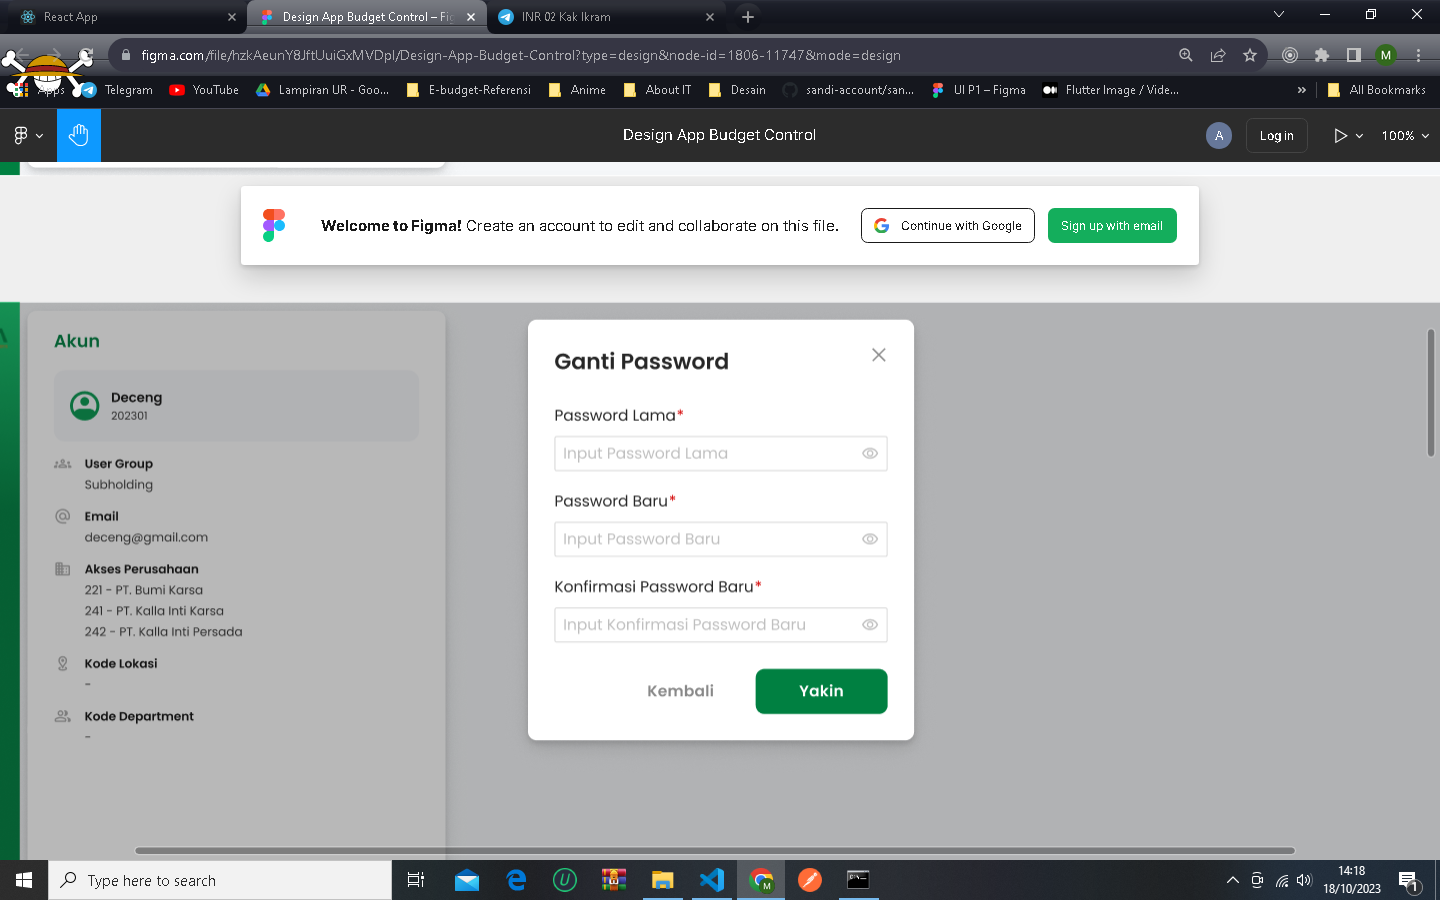 React App
Design App Budget Control – Fig
INR 02 Kak Ikram
figma.com/file/hzkAeunY8JftUuiGxMVDpI/Design-App-Budget-Control?type=design&node-id=1806-11747&mode=design
M
Apps
Telegram
YouTube
Lampiran UR - Goo...
E-budget-Referensi
Anime
About IT
Desain
sandi-account/san...
UI P1 – Figma
Flutter Image / Vide...
»
All Bookmarks
Design App Budget Control
A
Log in
100%
Welcome to Figma! Create an account to edit and collaborate on this file.
Continue with Google
Sign up with email
Akun
Deceng
202301
User Group
Subholding
Email
deceng@gmail.com
Akses Perusahaan
221 - PT. Bumi Karsa
241 - PT. Kalla Inti Karsa
242 - PT. Kalla Inti Persada
Kode Lokasi
-
Kode Department
-
Ganti Password
Password Lama*
Input Password Lama
Password Baru*
Input Password Baru
Konfirmasi Password Baru*
Input Konfirmasi Password Baru
Kembali
Yakin
Type here to search
14:18
18/10/2023
1